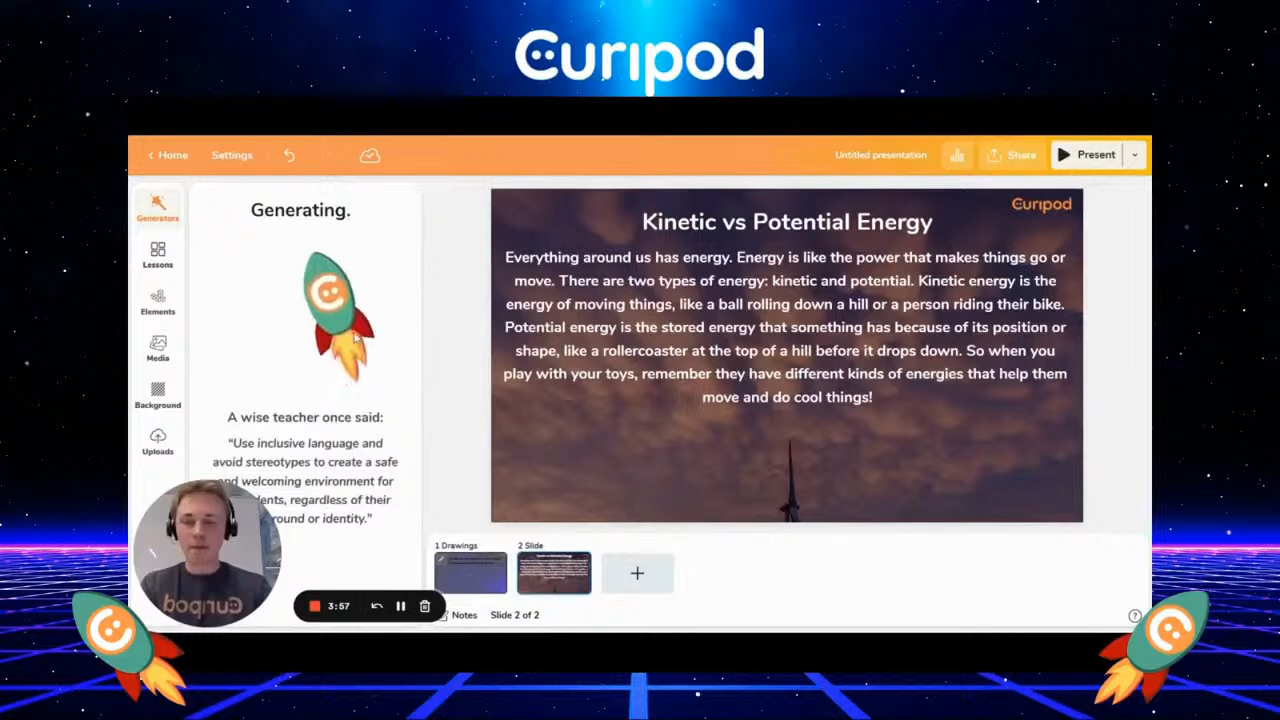 Curipod
Home
Settings
Untitled presentation
Share
Present
Generators
Lessons
Elements
Media
Background
Uploads
Generating.
A wise teacher once said:
“Use inclusive language and
avoid stereotypes to create a safe
and welcoming environment for
regardless of their
or identity.”
Curipod
Kinetic vs Potential Energy
Everything around us has energy. Energy is like the power that makes things go or
move. There are two types of energy: kinetic and potential. Kinetic energy is the
energy of moving things, like a ball rolling down a hill or a person riding their bike.
Potential energy is the stored energy that something has because of its position or
shape, like a rollercoaster at the top of a hill before it drops down. So when you
play with your toys, remember they have different kinds of energies that help them
move and do cool things!
1 Drawings
2 Slide
Curipod
3:57
Notes
Slide 2 of 2